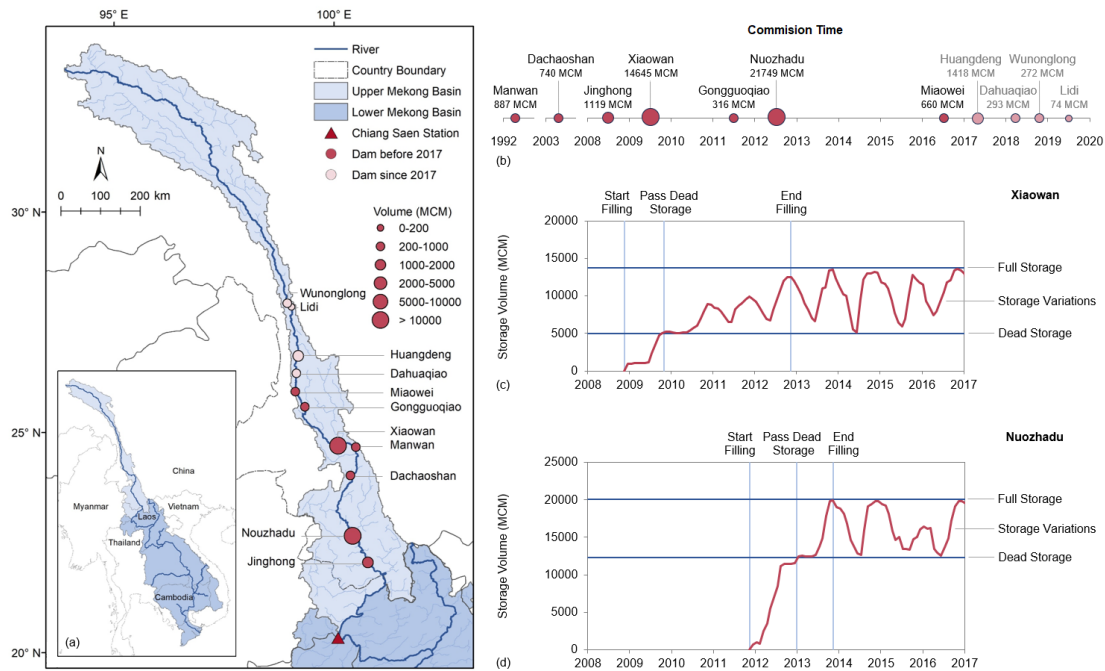 95° E
100° E
River
Country Boundary
Upper Mekong Basin
Lower Mekong Basin
Chiang Saen Station
Dam before 2017
Dam since 2017
N
0 100 200 km
Volume (MCM)
0-200
200-1000
1000-2000
2000-5000
5000-10000
> 10000
30° N
25° N
20° N
Wunonglong
Lidi
Huangdeng
Dahuaqiao
Miaowei
Gongguoqiao
Xiaowan
Manwan
Dachaoshan
Nouzhadu
Jinghong
China
Myanmar
Laos
Vietnam
Thailand
Cambodia
(a)
Commision Time
Manwan
887 MCM
Dachaoshan
740 MCM
Jinghong
1119 MCM
Xiaowan
14645 MCM
Gongguoqiao
316 MCM
Nuozhadu
21749 MCM
Miaowei
660 MCM
Huangdeng
1418 MCM
Dahuaqiao
293 MCM
Wunonglong
272 MCM
Lidi
74 MCM
1992 2003 2008 2009 2010 2011 2012 2013 2016 2017 2018 2019 2020
(b)
Xiaowan
Start
Filling
Pass Dead
Storage
End
Filling
Storage Volume (MCM)
20000
15000
10000
5000
0
Full Storage
Storage Variations
Dead Storage
2008 2009 2010 2011 2012 2013 2014 2015 2016 2017
(c)
Nuozhadu
Start
Filling
Pass Dead
Storage
End
Filling
Storage Volume (MCM)
25000
20000
15000
10000
5000
0
Full Storage
Storage Variations
Dead Storage
2008 2009 2010 2011 2012 2013 2014 2015 2016 2017
(d)